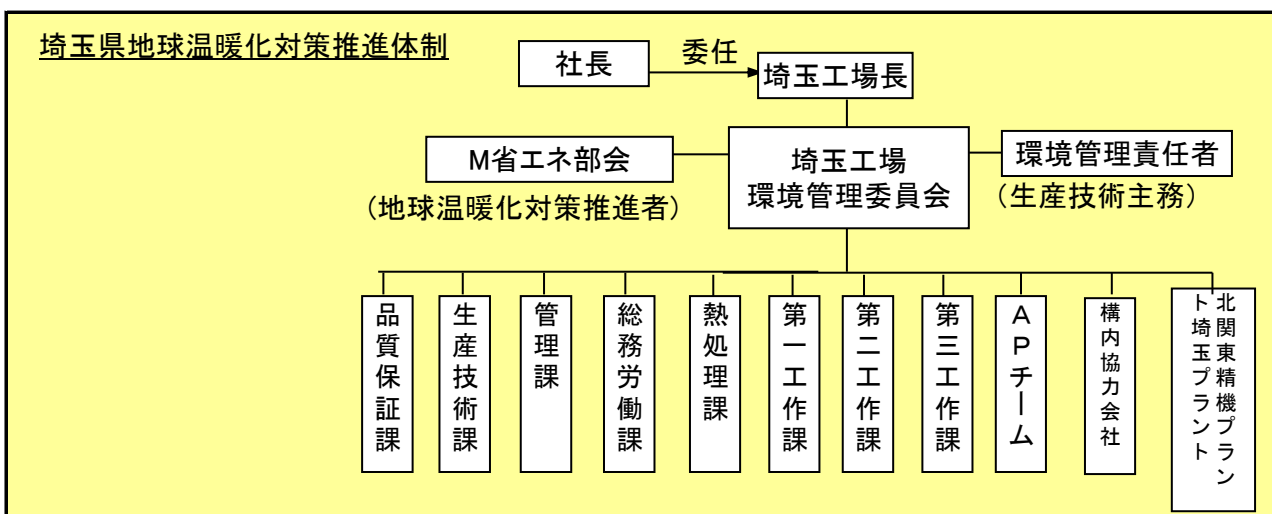 埼玉県地球温暖化対策推進体制
社長
委任
埼玉工場長
M省エネ部会
埼玉工場
環境管理委員会
環境管理責任者
(地球温暖化対策推進者)
(生産技術主務)
品質保証課
生産技術課
管理課
総務労働課
熱処理課
第一工作課
第二工作課
第三工作課
APチーム
構内協力会社
北関東精機プラン
ト埼玉プラント